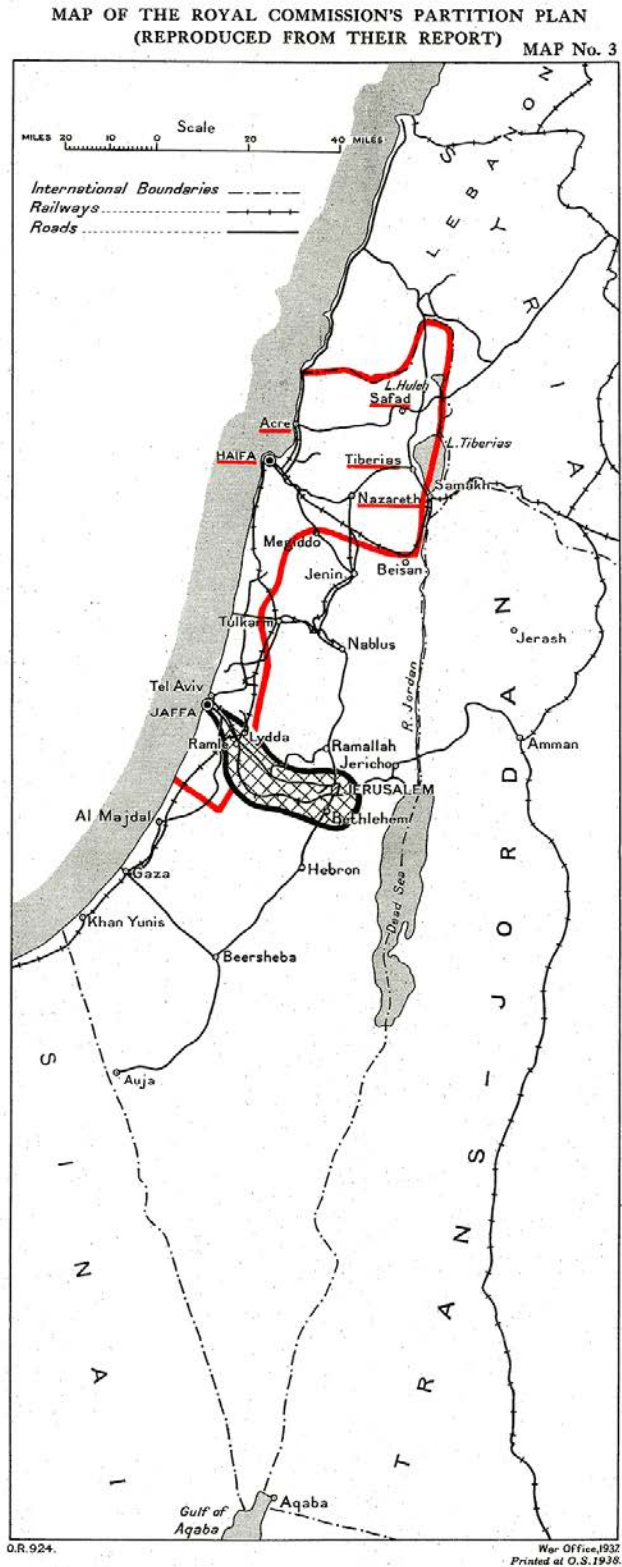 MAP OF THE ROYAL COMMISSION'S PARTITION PLAN
(REPRODUCED FROM THEIR REPORT)
MAP No. 3
Scale
MILES 20 10 0 20 40 MILES
International Boundaries
Railways
Roads
LEBANON
SYRIA
L.Huleh
Safad
Acre
HAIFA
L.Tiberias
Tiberias
Samakh
Nazareth
Megiddo
Beisan
Jenin
Tulkarm
Nablus
Jerash
R. Jordan
Tel Aviv
JAFFA
Lydda
Ramle
Ramallah
Jericho
Amman
JERUSALEM
Al Majdal
Bethlehem
Gaza
Hebron
Dead Sea
Khan Yunis
Beersheba
Auja
SINAI
TRANS-JORDAN
Aqaba
Gulf of
Aqaba
O.R.924.
War Office,1937.
Printed at O.S.1938.